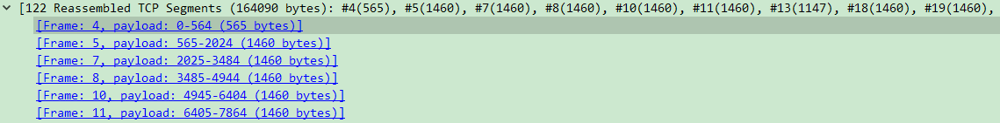 [122 Reassembled TCP Segments (164090 bytes): #4(565), #5(1460), #7(1460), #8(1460), #10(1460), #11(1460), #13(1147), #18(1460), #19(1460),
[Frame: 4, payload: 0-564 (565 bytes)]
[Frame: 5, payload: 565-2024 (1460 bytes)]
[Frame: 7, payload: 2025-3484 (1460 bytes)]
[Frame: 8, payload: 3485-4944 (1460 bytes)]
[Frame: 10, payload: 4945-6404 (1460 bytes)]
[Frame: 11, payload: 6405-7864 (1460 bytes)]